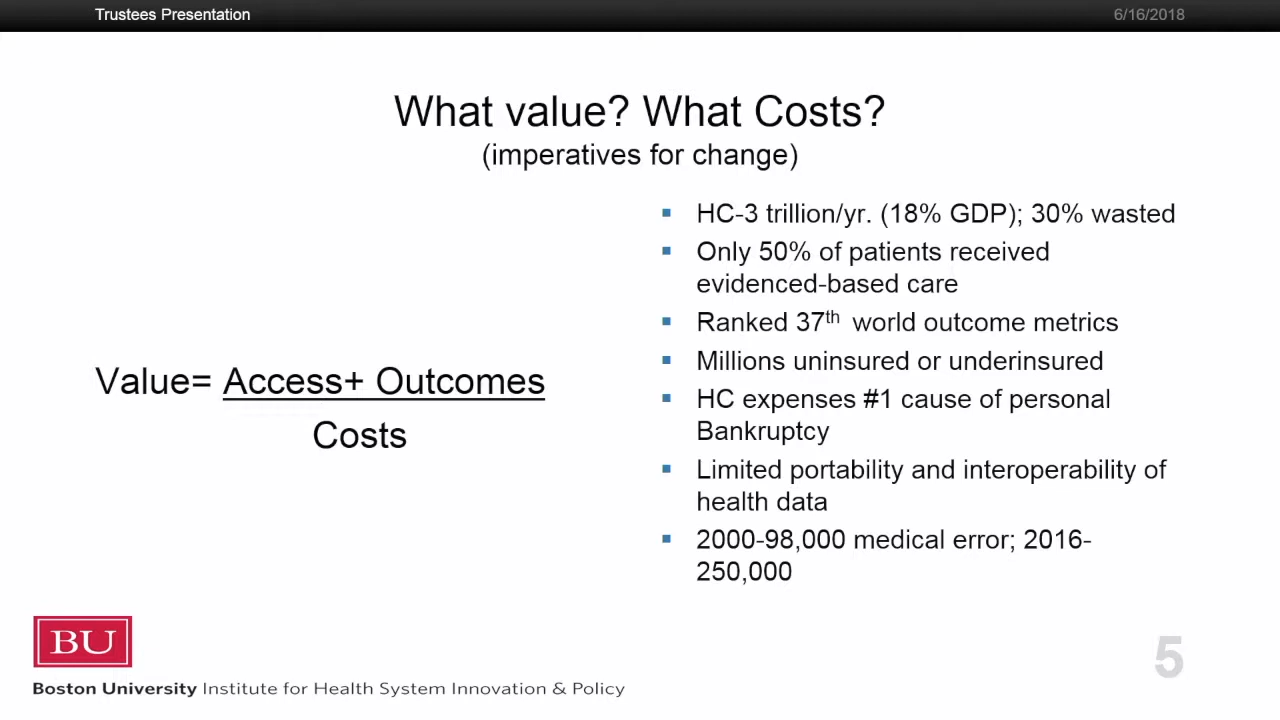 Trustees Presentation
6/16/2018
What value? What Costs?
(imperatives for change)
Value= Access+ Outcomes
Costs
HC-3 trillion/yr. (18% GDP); 30% wasted
Only 50% of patients received
evidenced-based care
Ranked 37th world outcome metrics
Millions uninsured or underinsured
HC expenses #1 cause of personal
Bankruptcy
Limited portability and interoperability of
health data
2000-98,000 medical error; 2016-
250,000
BU
Boston University Institute for Health System Innovation & Policy
5